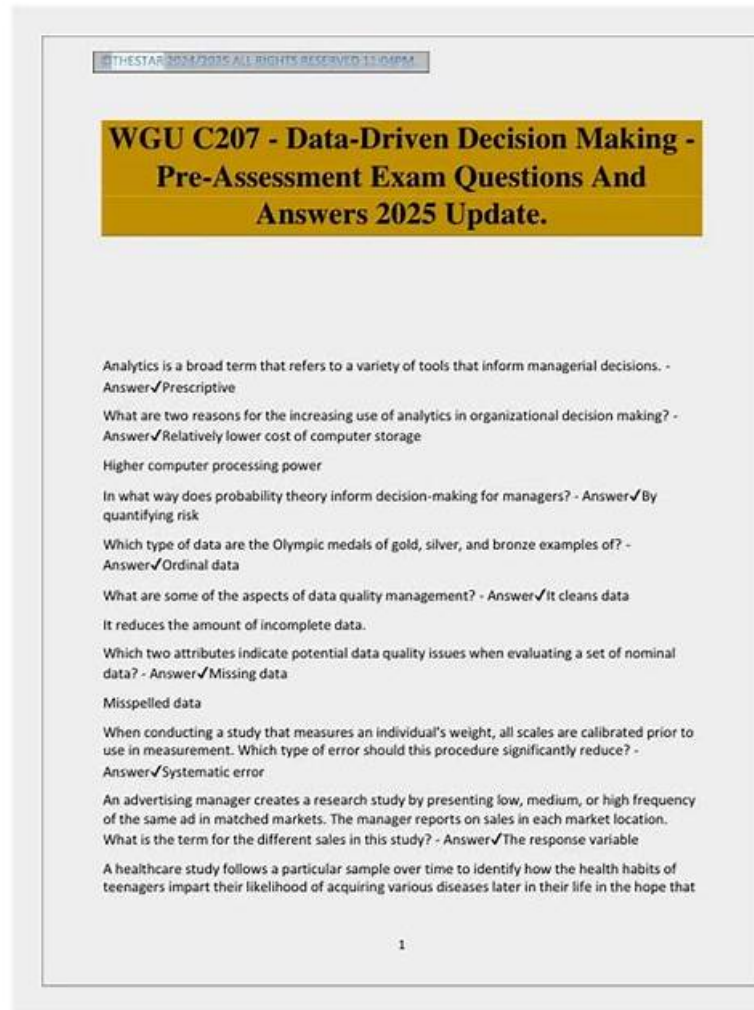 ©THESTAR 2024/2025 ALL RIGHTS RESERVED 11:04PM.
WGU C207 - Data-Driven Decision Making -
Pre-Assessment Exam Questions And
Answers 2025 Update.
Analytics is a broad term that refers to a variety of tools that inform managerial decisions. -
Answer✓Prescriptive
What are two reasons for the increasing use of analytics in organizational decision making? -
Answer✓Relatively lower cost of computer storage
Higher computer processing power
In what way does probability theory inform decision-making for managers? - Answer✓By
quantifying risk
Which type of data are the Olympic medals of gold, silver, and bronze examples of? -
Answer✓Ordinal data
What are some of the aspects of data quality management? - Answer✓It cleans data
It reduces the amount of incomplete data.
Which two attributes indicate potential data quality issues when evaluating a set of nominal
data? - Answer✓Missing data
Misspelled data
When conducting a study that measures an individual's weight, all scales are calibrated prior to
use in measurement. Which type of error should this procedure significantly reduce? -
Answer✓Systematic error
An advertising manager creates a research study by presenting low, medium, or high frequency
of the same ad in matched markets. The manager reports on sales in each market location.
What is the term for the different sales in this study? - Answer✓The response variable
A healthcare study follows a particular sample over time to identify how the health habits of
teenagers impart their likelihood of acquiring various diseases later in their life in the hope that
1